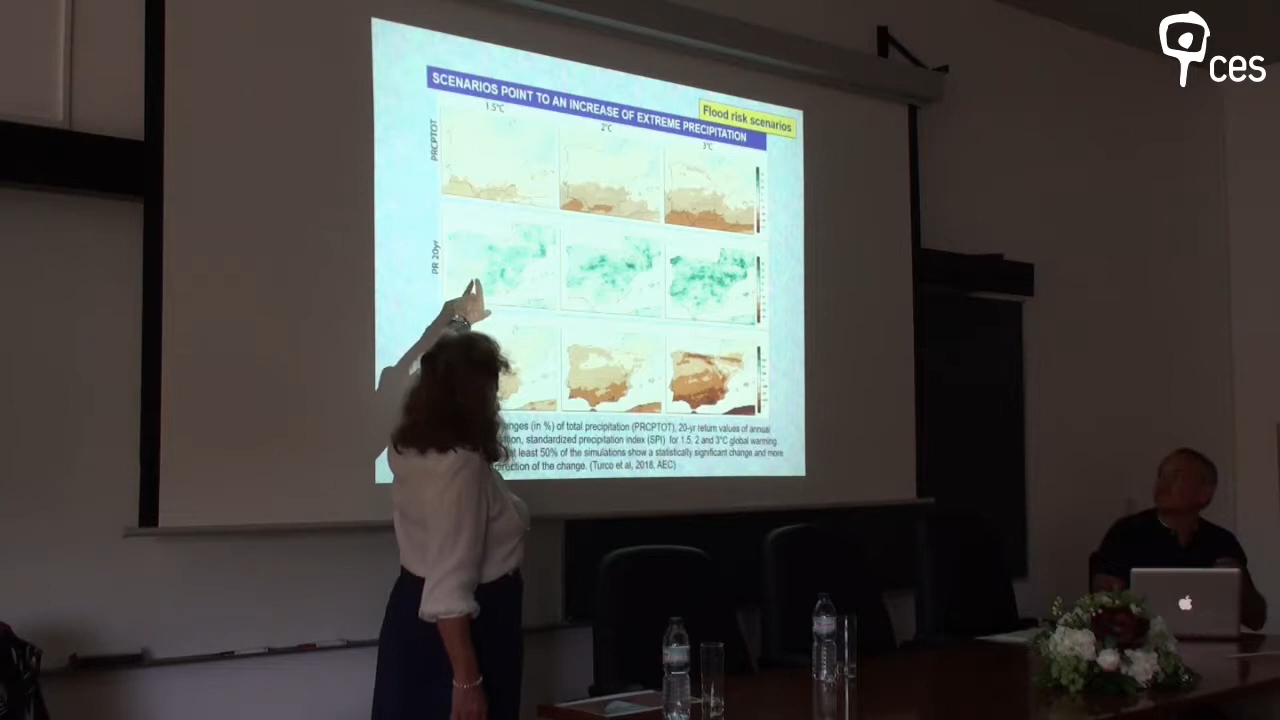 ces
SCENARIOS POINT TO AN INCREASE OF EXTREME PRECIPITATION
Flood risk scenarios
1.5°C
2°C
3°C
PRCPTOT
PR 20yr
anges (in %) of total precipitation (PRCPTOT), 20-yr return values of annual
tion, standardized precipitation index (SPI) for 1.5, 2 and 3°C global warming.
at least 50% of the simulations show a statistically significant change and more
direction of the change. (Turco et al, 2018, AEC)